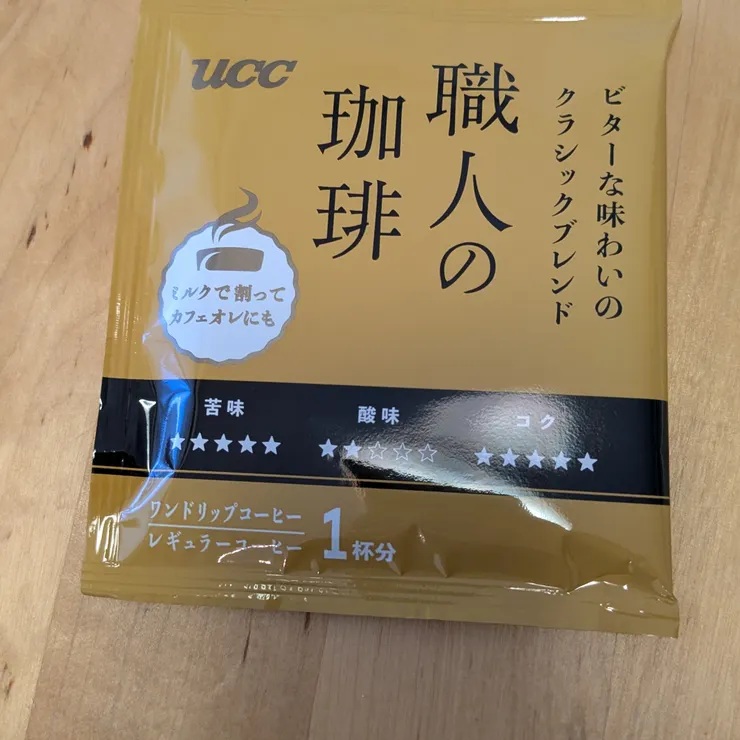 ucc
職人の
珈琲
ビターな味わいの
クラシックブレンド
ミルクで割って
カフェオレにも
苦味
★★★★★
酸味
★★☆☆☆
コク
★★★★★
ワンドリップコーヒー
レギュラーコーヒー
1杯分